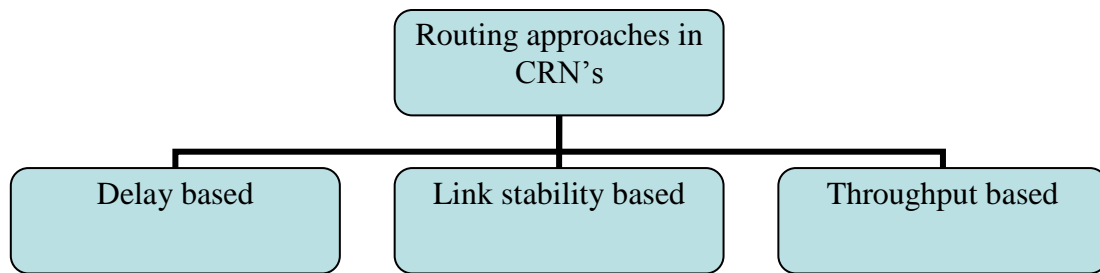 Routing approaches in
CRN’s
Delay based
Link stability based
Throughput based